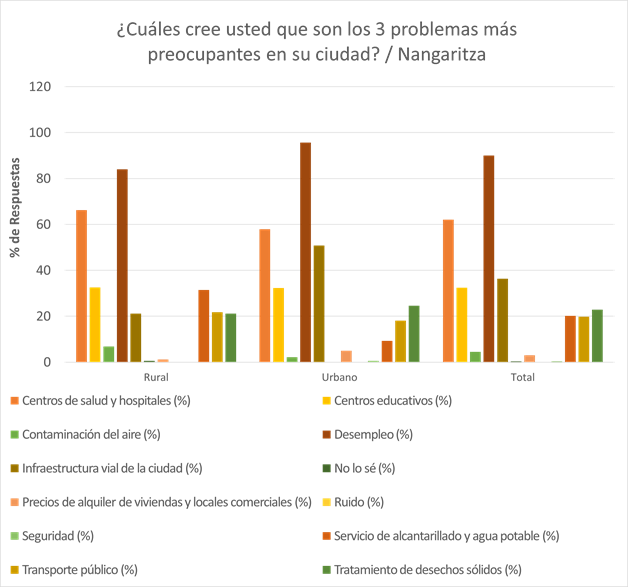 ¿Cuáles cree usted que son los 3 problemas más
preocupantes en su ciudad? / Nangaritza
% de Respuestas
120
100
80
60
40
20
0
Rural
Urbano
Total
Centros de salud y hospitales (%)
Centros educativos (%)
Contaminación del aire (%)
Desempleo (%)
Infraestructura vial de la ciudad (%)
No lo sé (%)
Precios de alquiler de viviendas y locales comerciales (%)
Ruido (%)
Seguridad (%)
Servicio de alcantarillado y agua potable (%)
Transporte público (%)
Tratamiento de desechos sólidos (%)